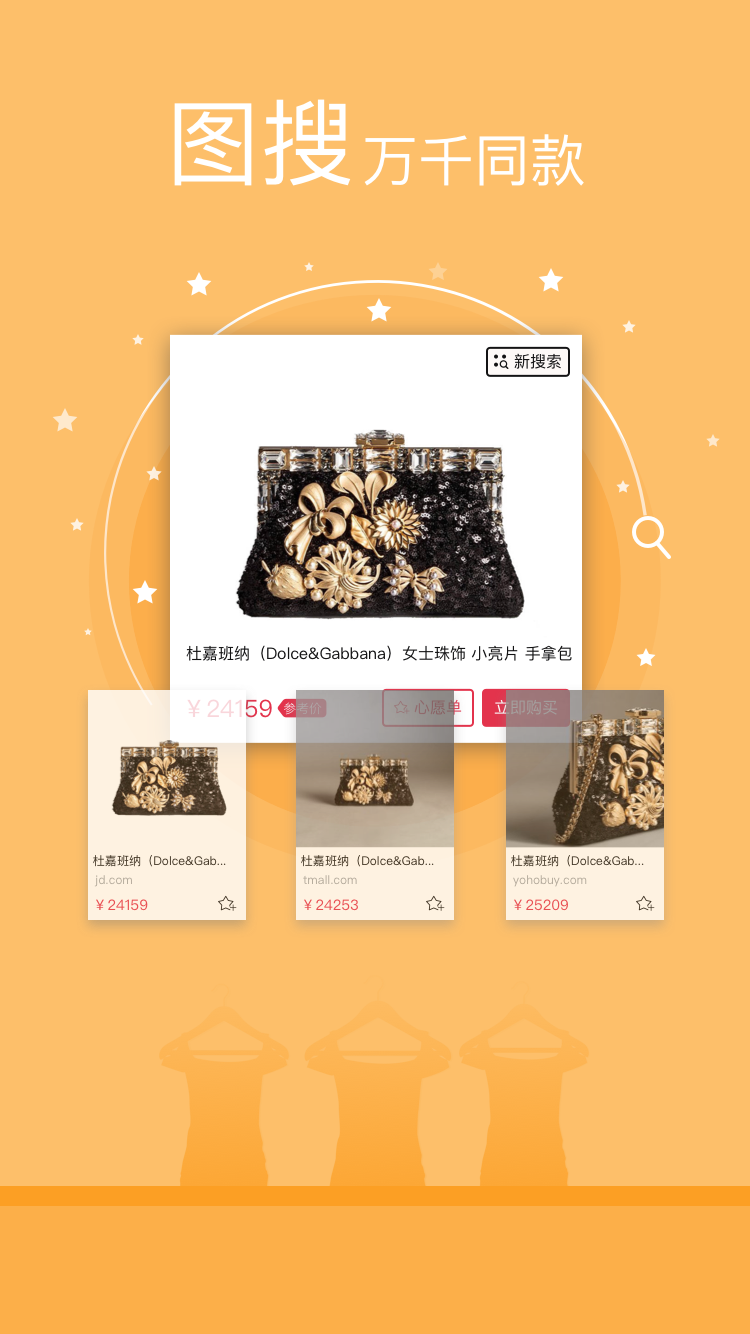 图搜 万千同款
新搜索
杜嘉班纳（Dolce&Gabbana）女士珠饰 小亮片 手拿包
¥ 24159 参考价 心愿单 立即购买
杜嘉班纳（Dolce&Gab...
jd.com
¥ 24159
杜嘉班纳（Dolce&Gab...
tmall.com
¥ 24253
杜嘉班纳（Dolce&Gab...
yohobuy.com
¥ 25209